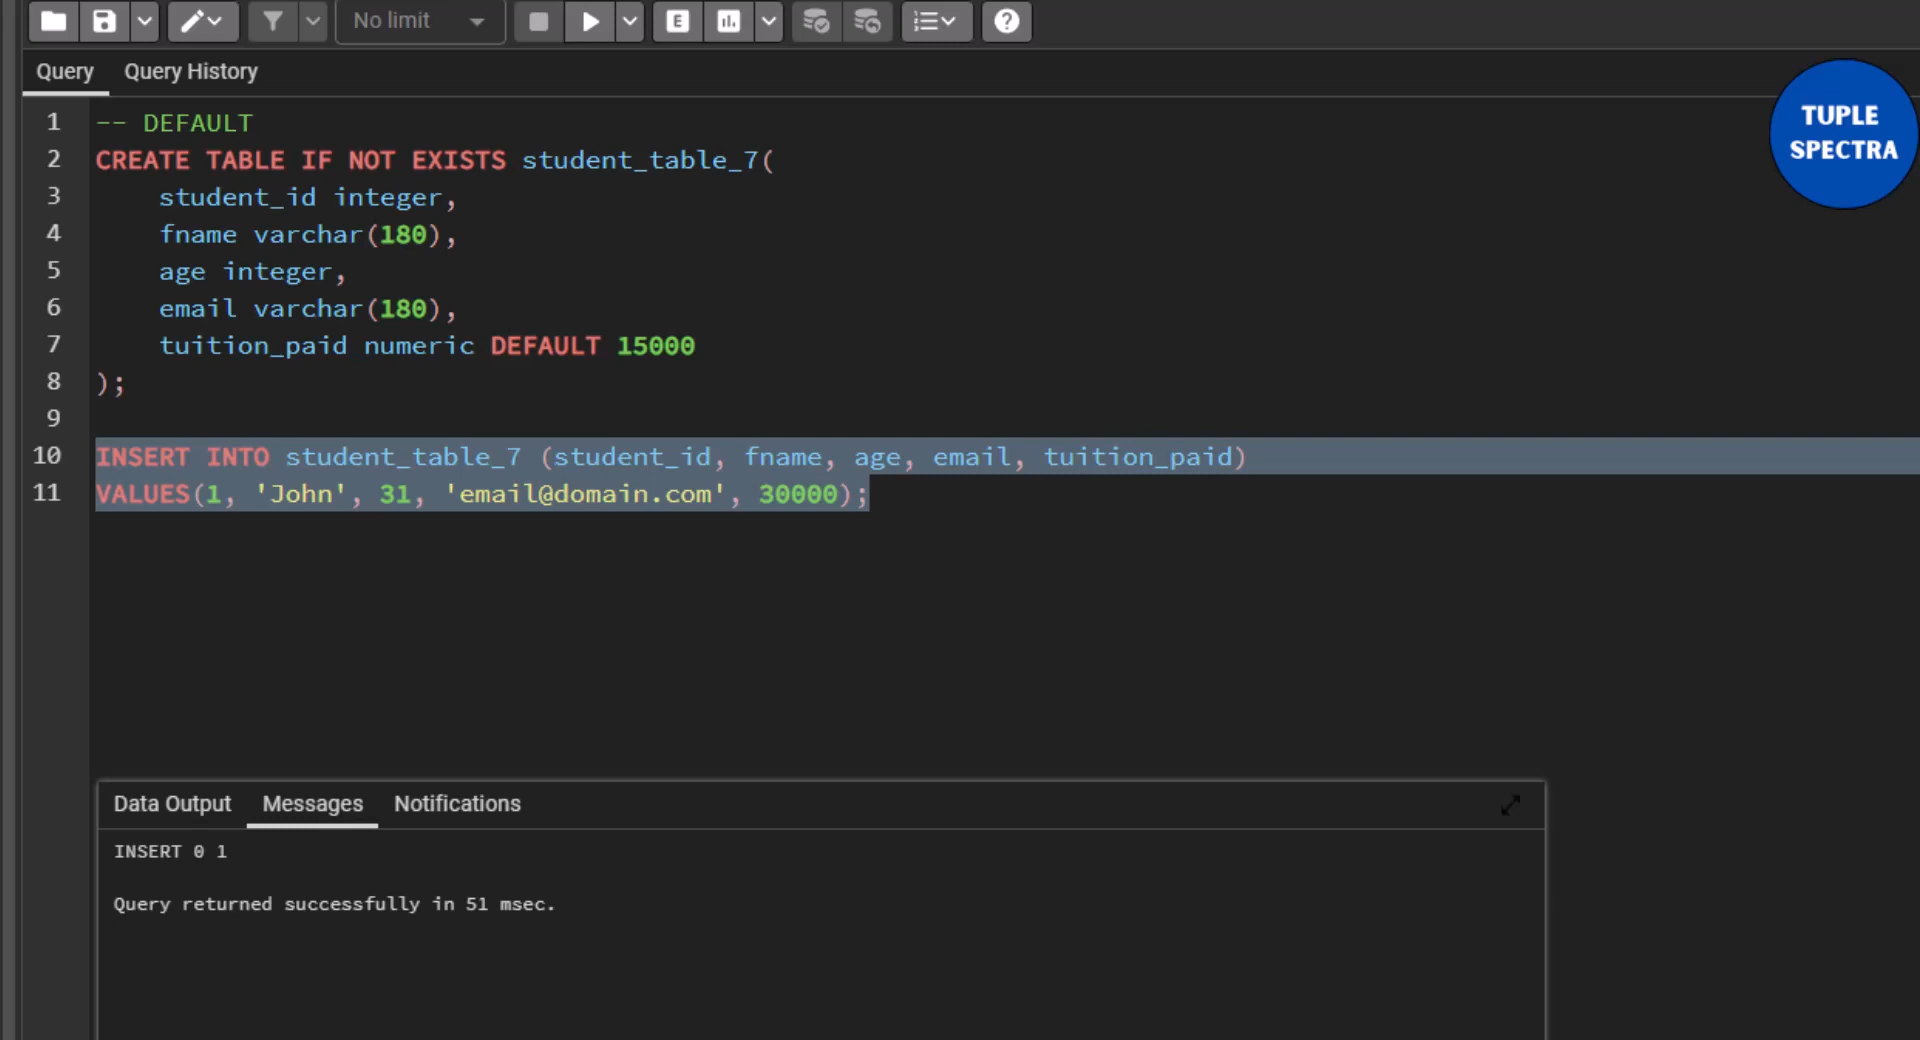 No limit
E
Query Query History
TUPLE
SPECTRA
1 -- DEFAULT
2 CREATE TABLE IF NOT EXISTS student_table_7(
3 student_id integer,
4 fname varchar(180),
5 age integer,
6 email varchar(180),
7 tuition_paid numeric DEFAULT 15000
8 );
9
10 INSERT INTO student_table_7 (student_id, fname, age, email, tuition_paid)
11 VALUES(1, 'John', 31, 'email@domain.com', 30000);
Data Output Messages Notifications
INSERT 0 1
Query returned successfully in 51 msec.